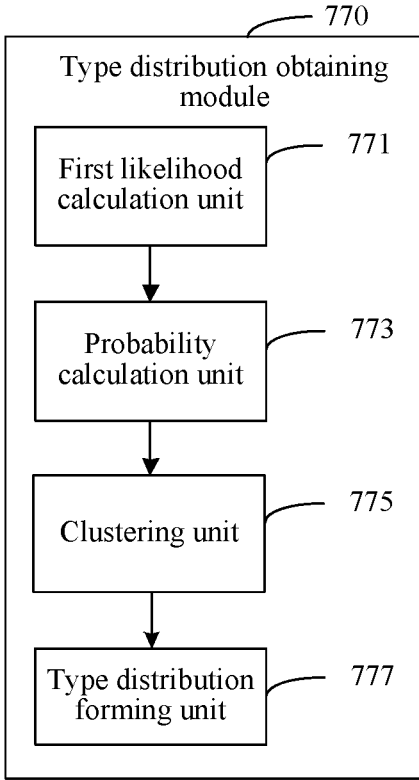 770
Type distribution obtaining
module
First likelihood
calculation unit
771
Probability
calculation unit
773
Clustering unit
775
Type distribution
forming unit
777